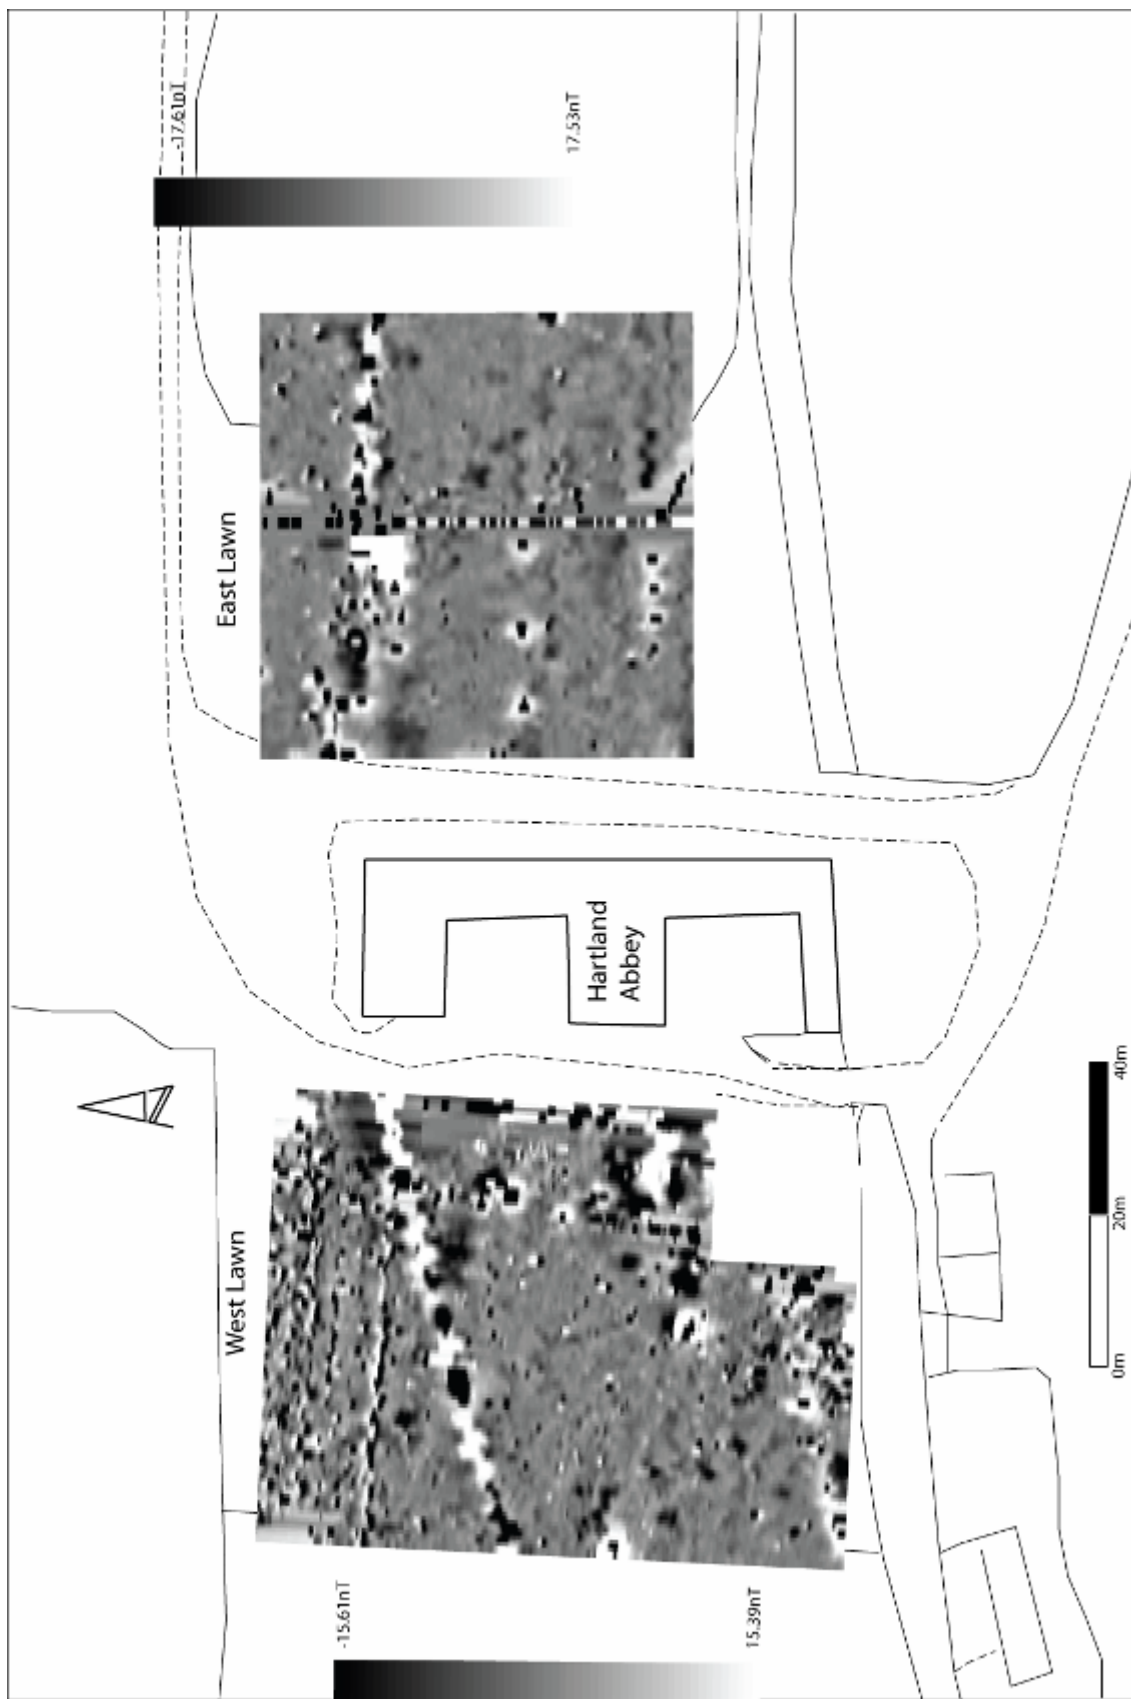 West Lawn
East Lawn
Hartland
Abbey
-15.61nT
15.39nT
-17.61nT
17.53nT
0m
20m
40m